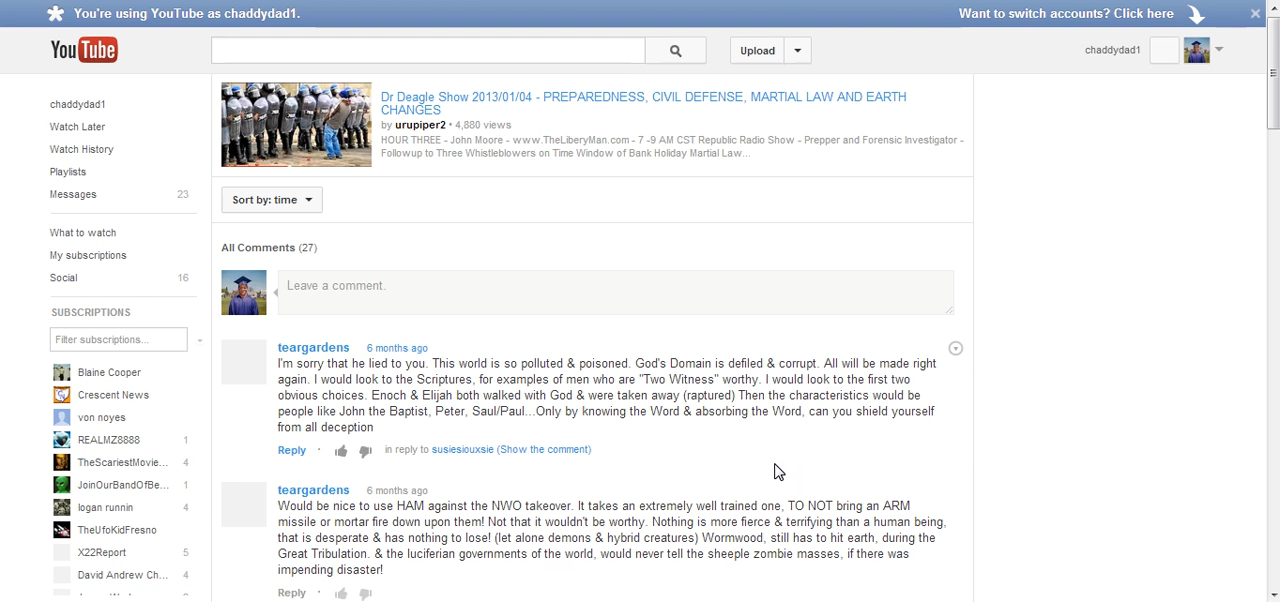 You're using YouTube as chaddydad1.
Want to switch accounts? Click here
YouTube
Upload
chaddydad1
chaddydad1
Watch Later
Watch History
Playlists
Messages 23
What to watch
My subscriptions
Social 16
SUBSCRIPTIONS
Filter subscriptions...
Blaine Cooper
Crescent News
von noyes
REALMZ8888 1
TheScariestMovie... 4
JoinOurBandOfBe... 1
logan runnin 4
TheUfoKidFresno
X22Report 5
David Andrew Ch... 4
Dr Deagle Show 2013/01/04 - PREPAREDNESS, CIVIL DEFENSE, MARTIAL LAW AND EARTH
CHANGES
by urupiper2 • 4,880 views
HOUR THREE - John Moore - www.TheLiberyMan.com - 7 -9 AM CST Republic Radio Show - Prepper and Forensic Investigator -
Followup to Three Whistleblowers on Time Window of Bank Holiday Martial Law...
Sort by: time
All Comments (27)
Leave a comment.
teargardens 6 months ago
I'm sorry that he lied to you. This world is so polluted & poisoned. God's Domain is defiled & corrupt. All will be made right
again. I would look to the Scriptures, for examples of men who are "Two Witness" worthy. I would look to the first two
obvious choices. Enoch & Elijah both walked with God & were taken away (raptured) Then the characteristics would be
people like John the Baptist, Peter, Saul/Paul...Only by knowing the Word & absorbing the Word, can you shield yourself
from all deception
Reply · in reply to susiesiouxsie (Show the comment)
teargardens 6 months ago
Would be nice to use HAM against the NWO takeover. It takes an extremely well trained one, TO NOT bring an ARM
missile or mortar fire down upon them! Not that it wouldn't be worthy. Nothing is more fierce & terrifying than a human being,
that is desperate & has nothing to lose! (let alone demons & hybrid creatures) Wormwood, still has to hit earth, during the
Great Tribulation. & the luciferian governments of the world, would never tell the sheeple zombie masses, if there was
impending disaster!
Reply ·